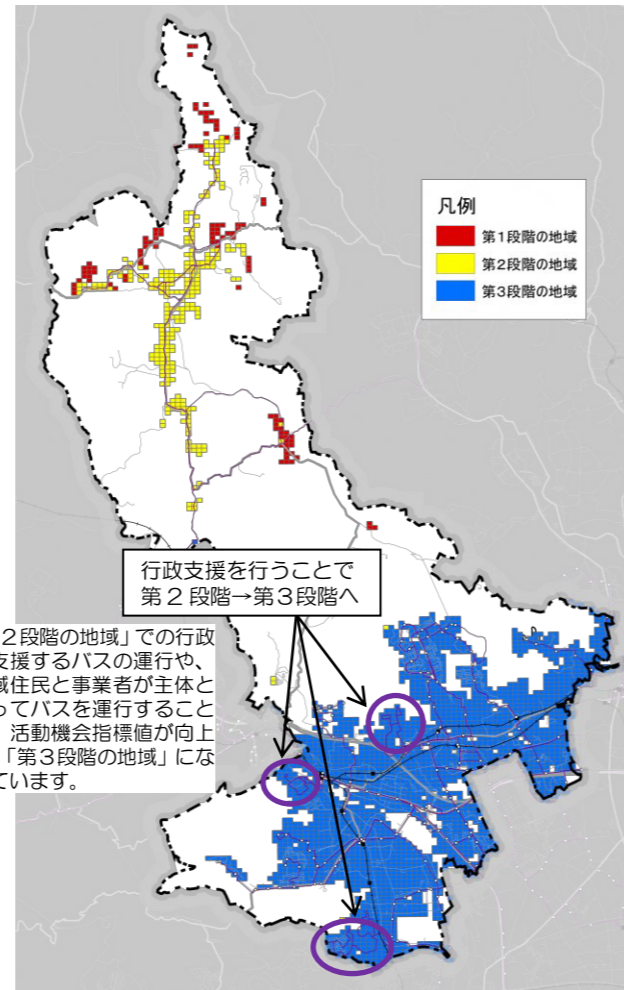 凡例
第1段階の地域
第2段階の地域
第3段階の地域
行政支援を行うことで
第2段階→第3段階へ
2段階の地域」での行政
支援するバスの運行や、
域住民と事業者が主体と
ってバスを運行すること
、活動機会指標値が向上
「第3段階の地域」にな
ています。